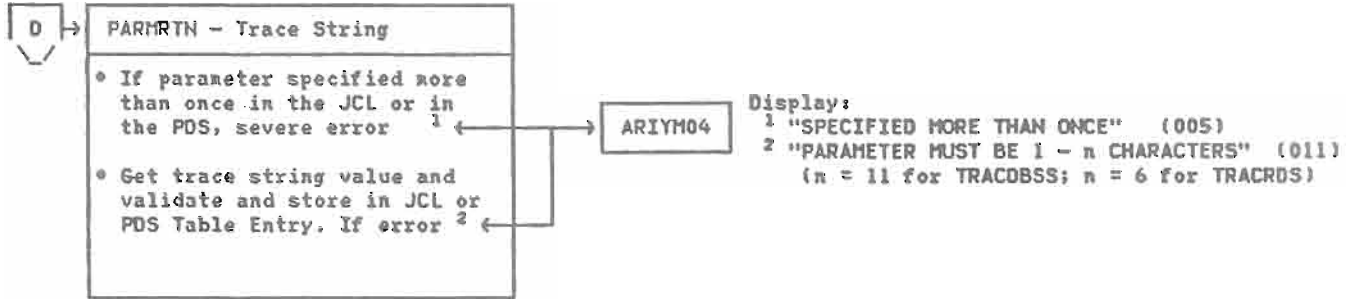 D
PARMRTN - Trace String
• If parameter specified more
than once in the JCL or in
the PDS, severe error 1
• Get trace string value and
validate and store in JCL or
PDS Table Entry. If error 2
ARIYM04
Display:
1 "SPECIFIED MORE THAN ONCE" (005)
2 "PARAMETER MUST BE 1 - n CHARACTERS" (011)
(n = 11 for TRACDBSS; n = 6 for TRACRDS)